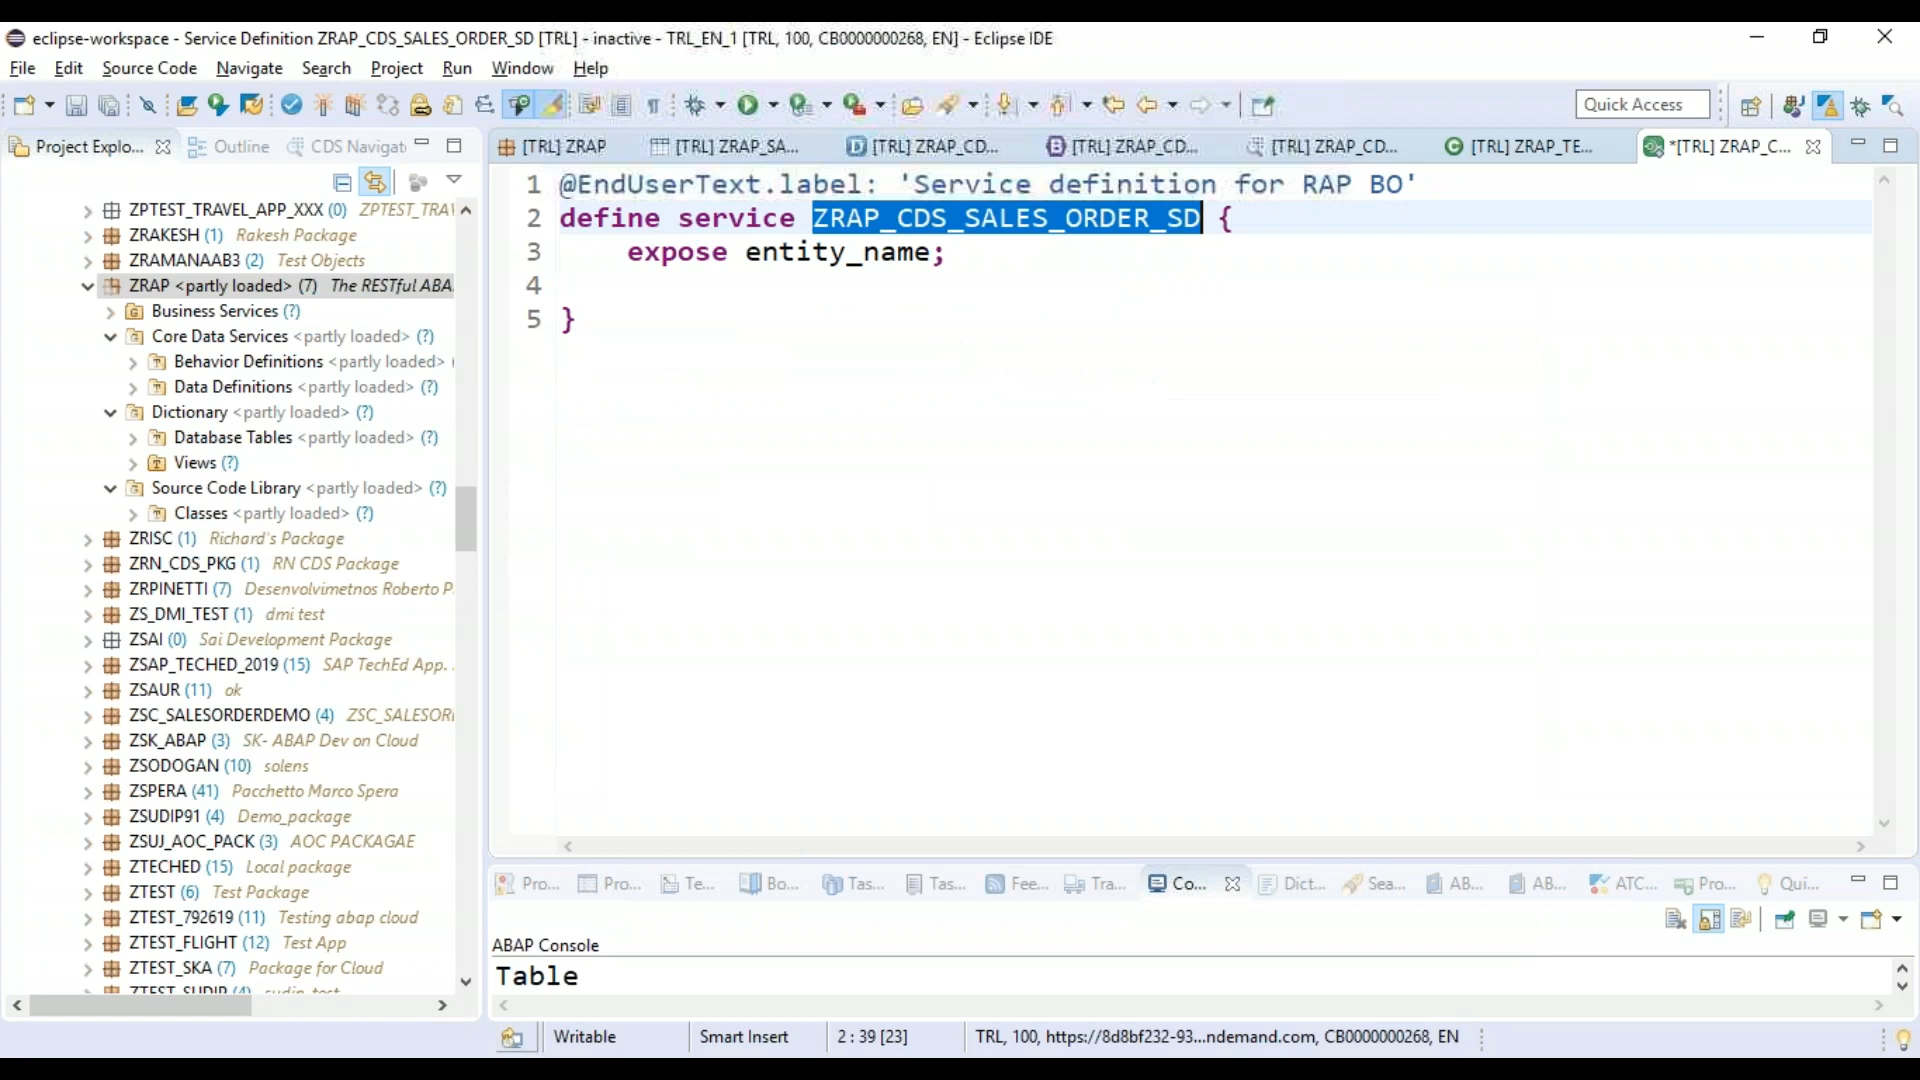 eclipse-workspace - Service Definition ZRAP_CDS_SALES_ORDER_SD [TRL] - inactive - TRL_EN_1 [TRL, 100, CB0000000268, EN] - Eclipse IDE
File Edit Source Code Navigate Search Project Run Window Help
Quick Access
Project Explo... Outline CDS Navigat
[TRL] ZRAP [TRL] ZRAP_SA... [TRL] ZRAP_CD... [TRL] ZRAP_CD... [TRL] ZRAP_CD... [TRL] ZRAP_TE... *[TRL] ZRAP_C...
ZPTEST_TRAVEL_APP_XXX (0) ZPTEST_TRAV
ZRAKESH (1) Rakesh Package
ZRAMANAAB3 (2) Test Objects
ZRAP <partly loaded> (7) The RESTful ABA
Business Services (?)
Core Data Services <partly loaded> (?)
Behavior Definitions <partly loaded> (
Data Definitions <partly loaded> (?)
Dictionary <partly loaded> (?)
Database Tables <partly loaded> (?)
Views (?)
Source Code Library <partly loaded> (?)
Classes <partly loaded> (?)
ZRISC (1) Richard's Package
ZRN_CDS_PKG (1) RN CDS Package
ZRPINETTI (7) Desenvolvimetnos Roberto P
ZS_DMI_TEST (1) dmi test
ZSAI (0) Sai Development Package
ZSAP_TECHED_2019 (15) SAP TechEd App. .
ZSAUR (11) ok
ZSC_SALESORDERDEMO (4) ZSC_SALESORI
ZSK_ABAP (3) SK- ABAP Dev on Cloud
ZSODOGAN (10) solens
ZSPERA (41) Pacchetto Marco Spera
ZSUDIP91 (4) Demo_package
ZSUJ_AOC_PACK (3) AOC PACKAGAE
ZTECHED (15) Local package
ZTEST (6) Test Package
ZTEST_792619 (11) Testing abap cloud
ZTEST_FLIGHT (12) Test App
ZTEST_SKA (7) Package for Cloud
ZTEST_SUDIP (4) sudip_test
1 @EndUserText.label: 'Service definition for RAP BO'
2 define service ZRAP_CDS_SALES_ORDER_SD {
3 expose entity_name;
4
5 }
Pro... Pro... Te... Bo... Tas... Tas... Fee... Tra... Co... Dict... Sea... AB... AB... ATC... Pro... Qui...
ABAP Console
Table
Writable Smart Insert 2 : 39 [23] TRL, 100, https://8d8bf232-93...ndemand.com, CB0000000268, EN